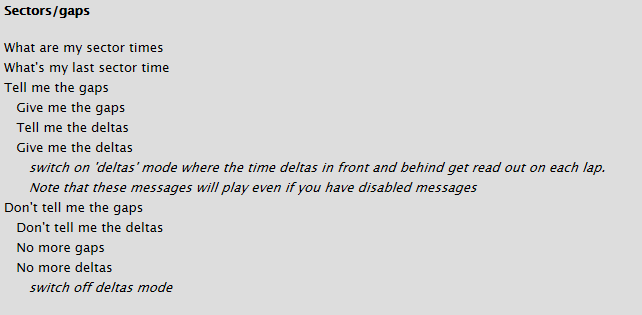 Sectors/gaps
What are my sector times
What's my last sector time
Tell me the gaps
Give me the gaps
Tell me the deltas
Give me the deltas
switch on 'deltas' mode where the time deltas in front and behind get read out on each lap.
Note that these messages will play even if you have disabled messages
Don't tell me the gaps
Don't tell me the deltas
No more gaps
No more deltas
switch off deltas mode